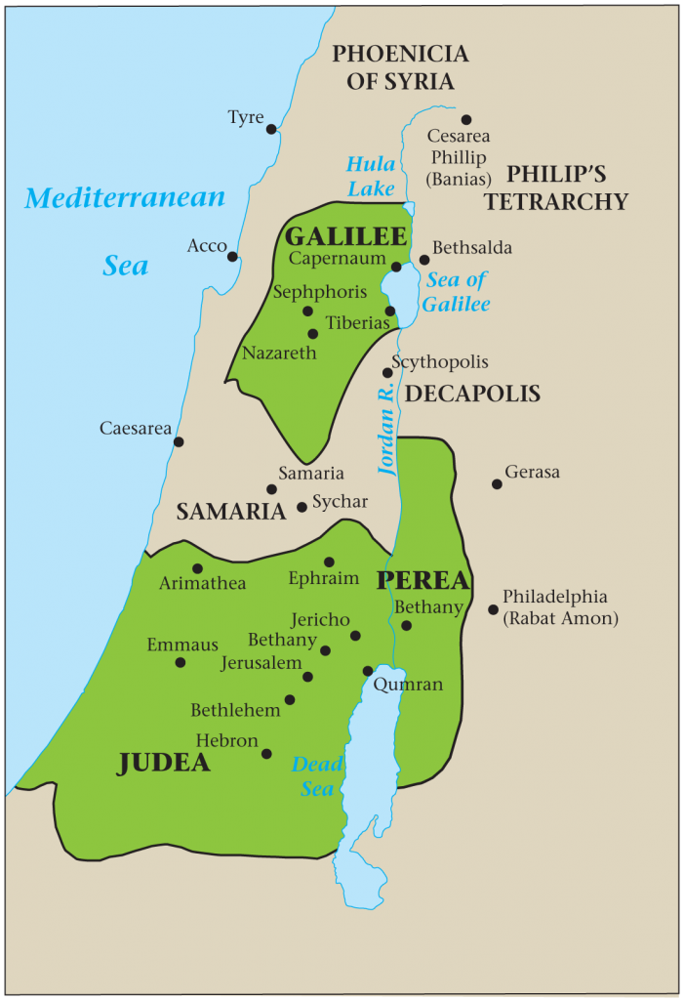 PHOENICIA
OF SYRIA
Tyre
Cesarea
Phillip
(Banias)
Hula
Lake
PHILIP'S
TETRARCHY
Mediterranean
Sea
GALILEE
Acco
Capernaum
Bethsalda
Sea of
Galilee
Sephphoris
Tiberias
Nazareth
Scythopolis
DECAPOLIS
Jordan R.
Caesarea
Samaria
Gerasa
Sychar
SAMARIA
Arimathea
Ephraim
PEREA
Philadelphia
(Rabat Amon)
Bethany
Jericho
Bethany
Emmaus
Jerusalem
Qumran
Bethlehem
Hebron
JUDEA
Dead
Sea